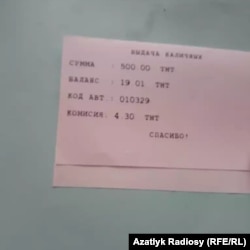 ВЫДАЧА НАЛИЧНЫХ
СУММА : 500.00 ТМТ
БАЛАНС : 19.01 ТМТ
КОД АВТ : 010329
КОМИСИЯ: 4.30 ТМТ
СПАСИБО!
Azatlyk Radiosy (RFE/RL)